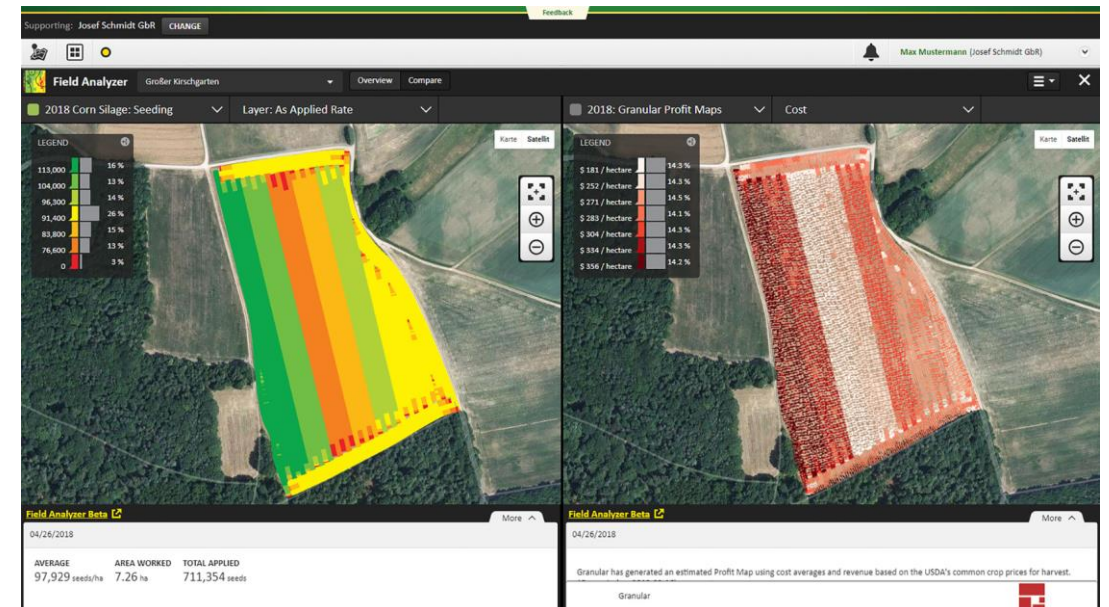 Feedback
Supporting: Josef Schmidt GbR CHANGE
Max Mustermann (Josef Schmidt GbR)
Field Analyzer Großer Kirschgarten Overview Compare
2018 Corn Silage: Seeding Layer: As Applied Rate
2018: Granular Profit Maps Cost
LEGEND
16 %
113,000
13 %
104,000
14 %
96,300
26 %
91,400
15 %
83,800
13 %
76,600
3 %
0
Karte Satellit
LEGEND
14.3 %
$ 181 / hectare
14.3 %
$ 252 / hectare
14.5 %
$ 271 / hectare
14.1 %
$ 283 / hectare
14.3 %
$ 304 / hectare
14.3 %
$ 334 / hectare
14.2 %
$ 356 / hectare
Karte Satellit
Field Analyzer Beta
More
04/26/2018
AVERAGE AREA WORKED TOTAL APPLIED
97,929 seeds/ha 7.26 ha 711,354 seeds
Field Analyzer Beta
More
04/26/2018
Granular has generated an estimated Profit Map using cost averages and revenue based on the USDA's common crop prices for harvest.
Granular